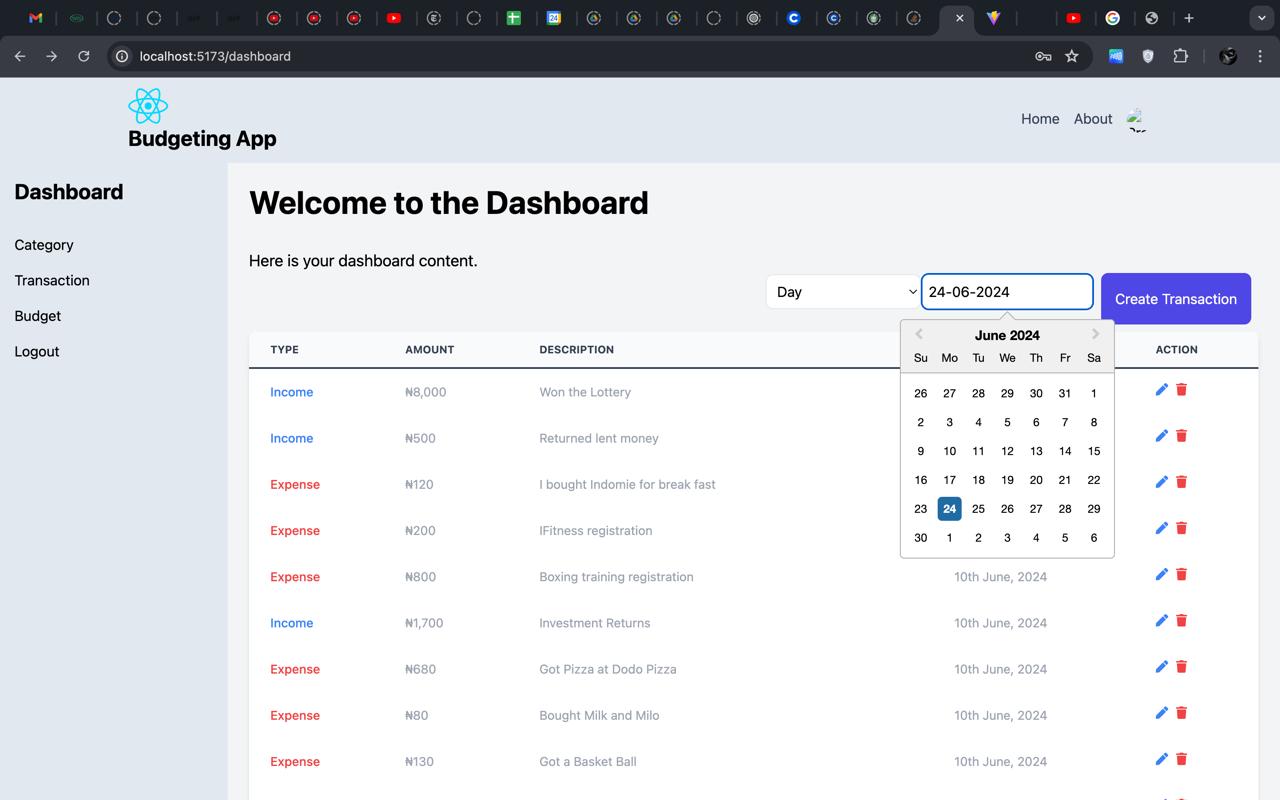 localhost:5173/dashboard
Budgeting App
Home About
Dashboard
Category
Transaction
Budget
Logout
Welcome to the Dashboard
Here is your dashboard content.
Day
24-06-2024
Create Transaction
June 2024
Su Mo Tu We Th Fr Sa
26 27 28 29 30 31 1
2 3 4 5 6 7 8
9 10 11 12 13 14 15
16 17 18 19 20 21 22
23 24 25 26 27 28 29
30 1 2 3 4 5 6
TYPE AMOUNT DESCRIPTION ACTION
Income ₦8,000 Won the Lottery
Income ₦500 Returned lent money
Expense ₦120 I bought Indomie for break fast
Expense ₦200 IFitness registration
Expense ₦800 Boxing training registration 10th June, 2024
Income ₦1,700 Investment Returns 10th June, 2024
Expense ₦680 Got Pizza at Dodo Pizza 10th June, 2024
Expense ₦80 Bought Milk and Milo 10th June, 2024
Expense ₦130 Got a Basket Ball 10th June, 2024